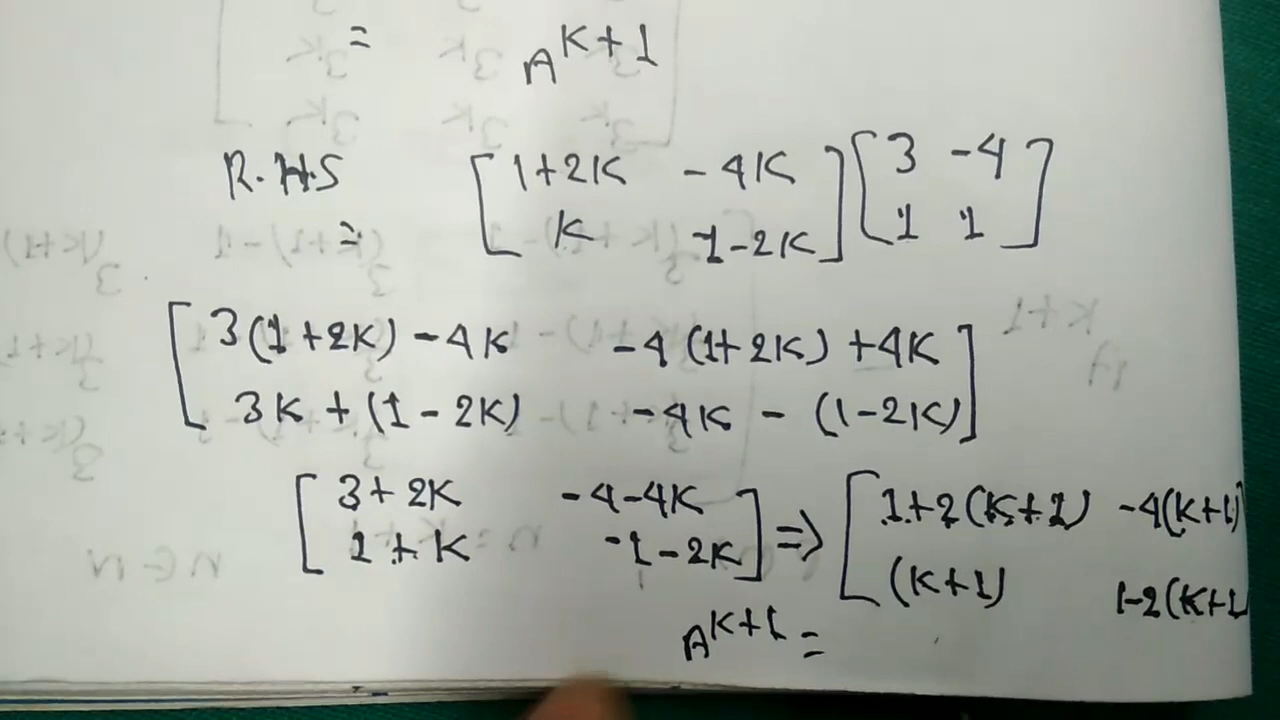 = A^K+1
R.H.S = [1+2K -4K] [3 -4]
[K 1-2K] [1 1]
[3(1+2K) -4K -4(1+2K) +4K]
[3K + (1-2K) -4K - (1-2K)]
[3+2K -4-4K] => [1+2(K+1) -4(K+1)]
[1+K -1-2K] [(K+1) 1-2(K+1]
A^K+1 =